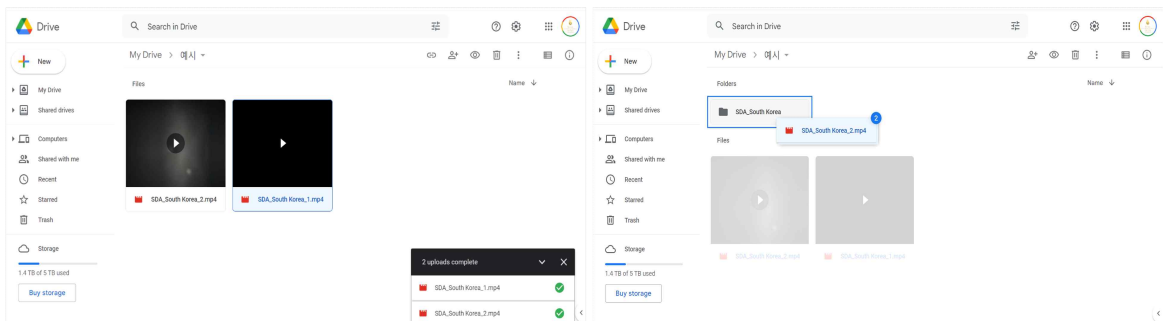 Drive
Search in Drive
New
My Drive > 예시
Files
Name
My Drive
Shared drives
Computers
Shared with me
Recent
Starred
Trash
Storage
1.4 TB of 5 TB used
Buy storage
SDA_South Korea_2.mp4
SDA_South Korea_1.mp4
2 uploads complete
SDA_South Korea_1.mp4
SDA_South Korea_2.mp4
Drive
Search in Drive
New
My Drive > 예시
Folders
Name
SDA_South Korea
2
SDA_South Korea_2.mp4
Files
My Drive
Shared drives
Computers
Shared with me
Recent
Starred
Trash
Storage
1.4 TB of 5 TB used
Buy storage
SDA_South Korea_2.mp4
SDA_South Korea_1.mp4